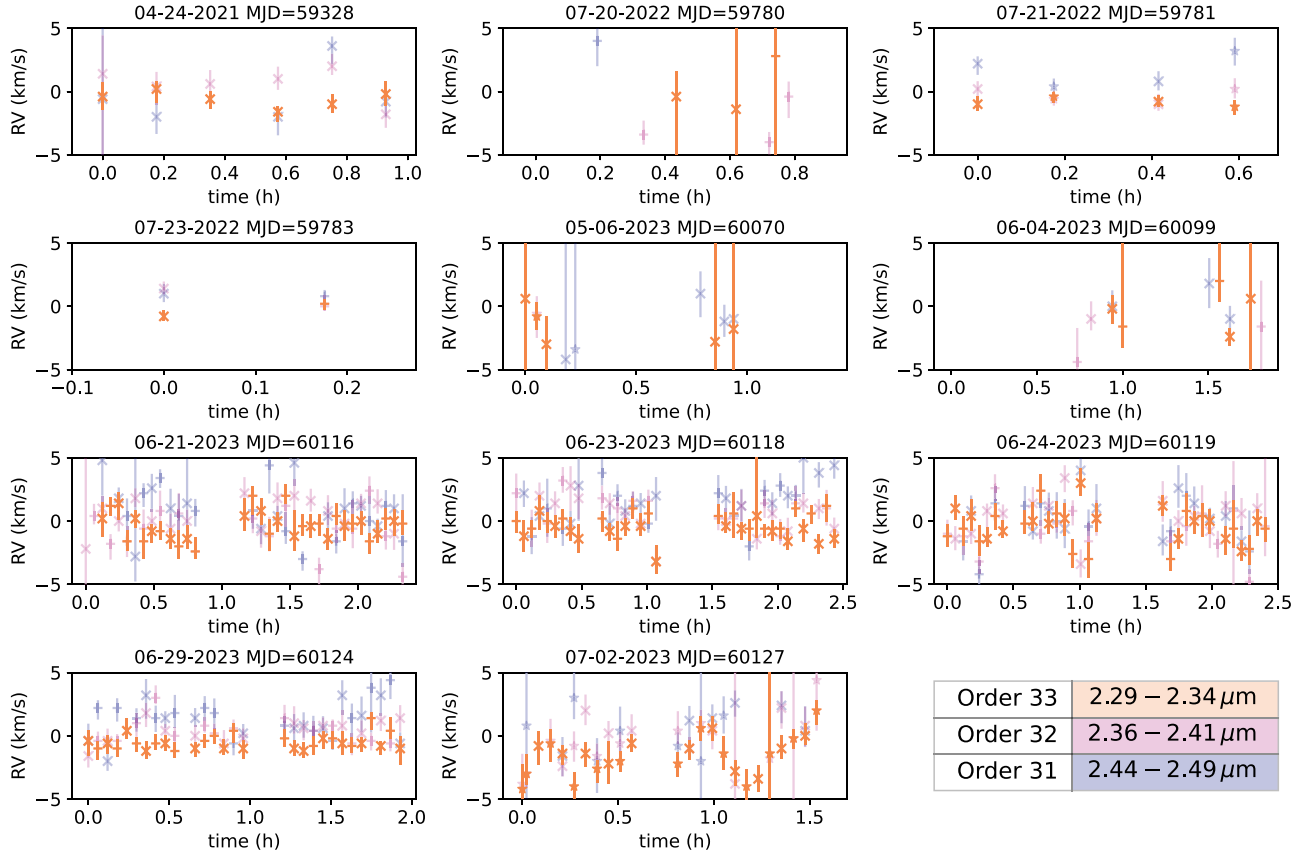 04-24-2021 MJD=59328
5
0
−5
RV (km/s)
0.0 0.2 0.4 0.6 0.8 1.0
time (h)
07-20-2022 MJD=59780
5
0
−5
RV (km/s)
0.0 0.2 0.4 0.6 0.8
time (h)
07-21-2022 MJD=59781
5
0
−5
RV (km/s)
0.0 0.2 0.4 0.6
time (h)
07-23-2022 MJD=59783
5
0
−5
RV (km/s)
−0.1 0.0 0.1 0.2
time (h)
05-06-2023 MJD=60070
5
0
−5
RV (km/s)
0.0 0.5 1.0
time (h)
06-04-2023 MJD=60099
5
0
−5
RV (km/s)
0.0 0.5 1.0 1.5
time (h)
06-21-2023 MJD=60116
5
0
−5
RV (km/s)
0.0 0.5 1.0 1.5 2.0
time (h)
06-23-2023 MJD=60118
5
0
−5
RV (km/s)
0.0 0.5 1.0 1.5 2.0 2.5
time (h)
06-24-2023 MJD=60119
5
0
−5
RV (km/s)
0.0 0.5 1.0 1.5 2.0 2.5
time (h)
06-29-2023 MJD=60124
5
0
−5
RV (km/s)
0.0 0.5 1.0 1.5 2.0
time (h)
07-02-2023 MJD=60127
5
0
−5
RV (km/s)
0.0 0.5 1.0 1.5
time (h)
Order 33 2.29 − 2.34 μm
Order 32 2.36 − 2.41 μm
Order 31 2.44 − 2.49 μm